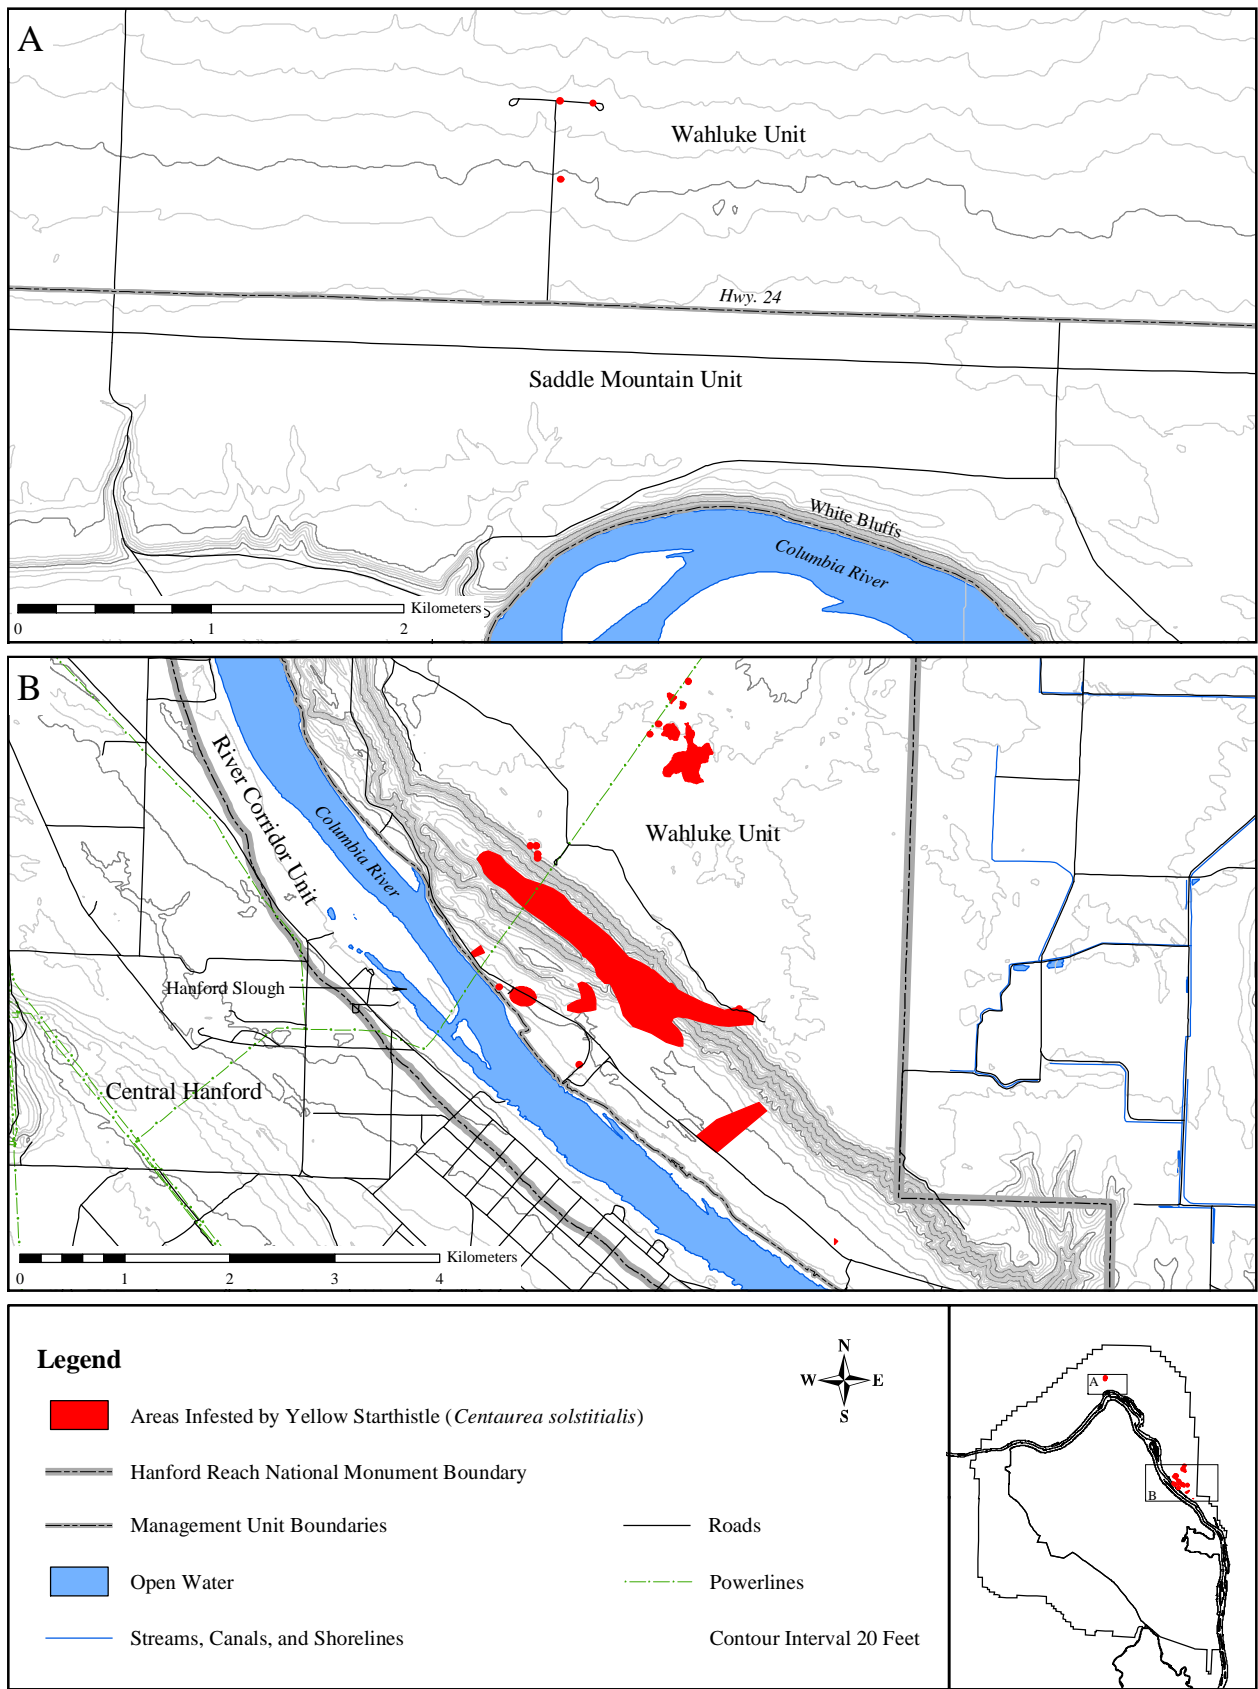 A
Wahluke Unit
Hwy. 24
Saddle Mountain Unit
White Bluffs
Columbia River
Kilometers
0 1 2
B
River Corridor Unit
Columbia River
Wahluke Unit
Hanford Slough
Central Hanford
Kilometers
0 1 2 3 4
Legend
N
W E
S
Areas Infested by Yellow Starthistle (Centaurea solstitialis)
Hanford Reach National Monument Boundary
Management Unit Boundaries
Roads
Open Water
Powerlines
Streams, Canals, and Shorelines
Contour Interval 20 Feet
A
B